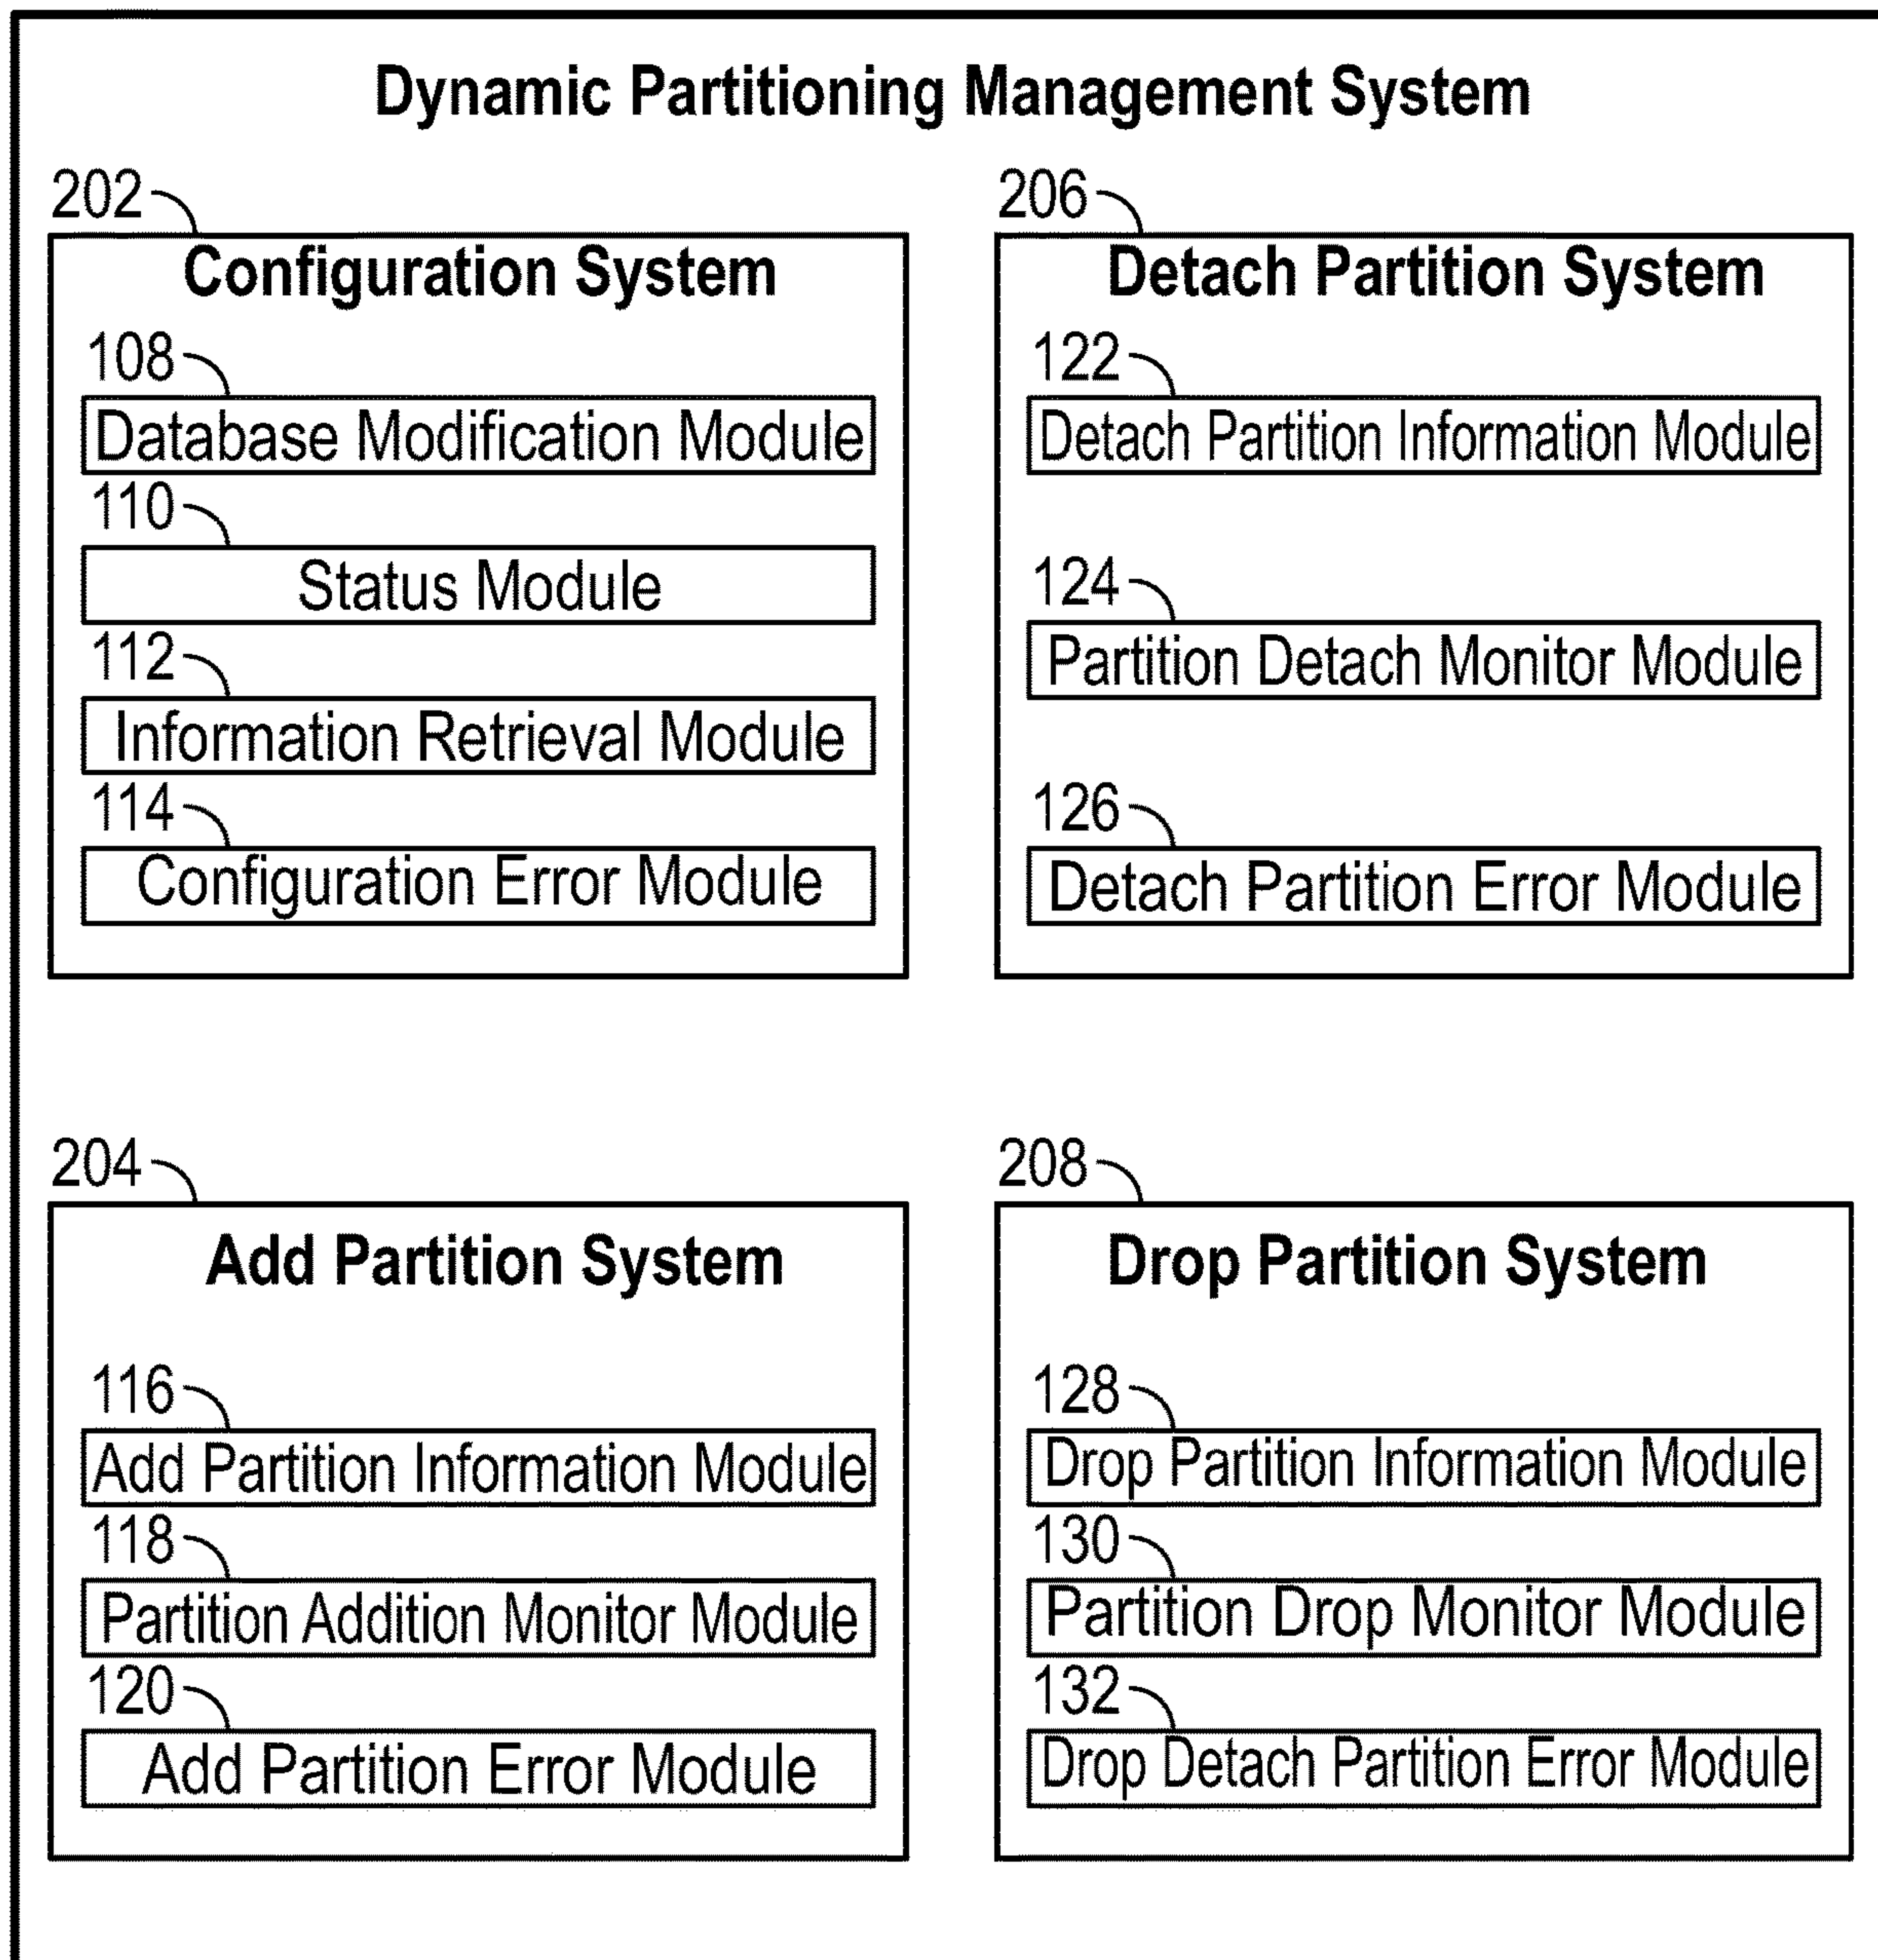 Dynamic Partitioning Management System
202
Configuration System
108
Database Modification Module
110
Status Module
112
Information Retrieval Module
114
Configuration Error Module
206
Detach Partition System
122
Detach Partition Information Module
124
Partition Detach Monitor Module
126
Detach Partition Error Module
204
Add Partition System
116
Add Partition Information Module
118
Partition Addition Monitor Module
120
Add Partition Error Module
208
Drop Partition System
128
Drop Partition Information Module
130
Partition Drop Monitor Module
132
Drop Detach Partition Error Module